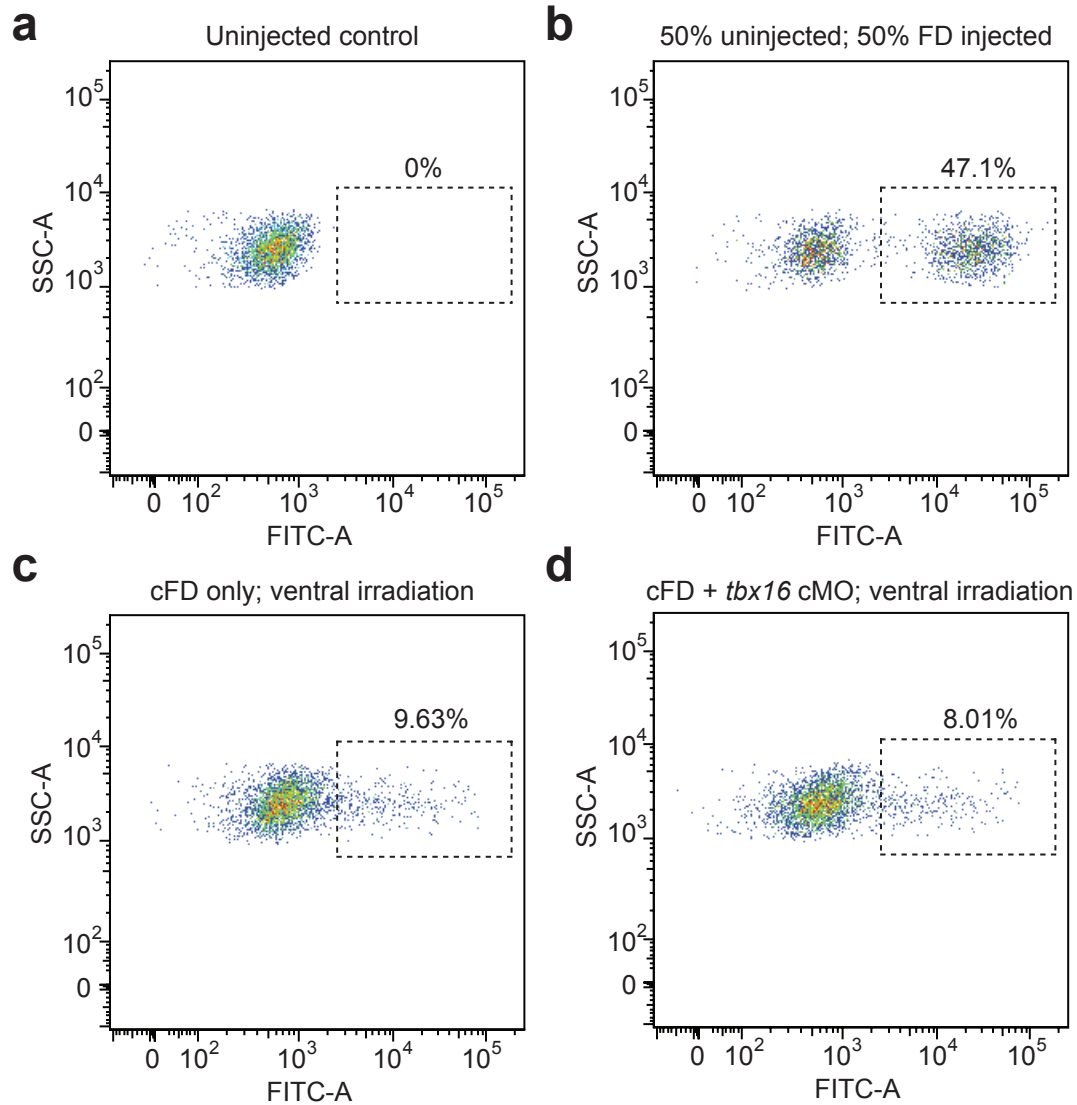 a
Uninjected control
10^5
10^4
10^3
10^2
0
SSC-A
0%
0 10^2 10^3 10^4 10^5
FITC-A
b
50% uninjected; 50% FD injected
10^5
10^4
10^3
10^2
0
SSC-A
47.1%
0 10^2 10^3 10^4 10^5
FITC-A
c
cFD only; ventral irradiation
10^5
10^4
10^3
10^2
0
SSC-A
9.63%
0 10^2 10^3 10^4 10^5
FITC-A
d
cFD + tbx16 cMO; ventral irradiation
10^5
10^4
10^3
10^2
0
SSC-A
8.01%
0 10^2 10^3 10^4 10^5
FITC-A